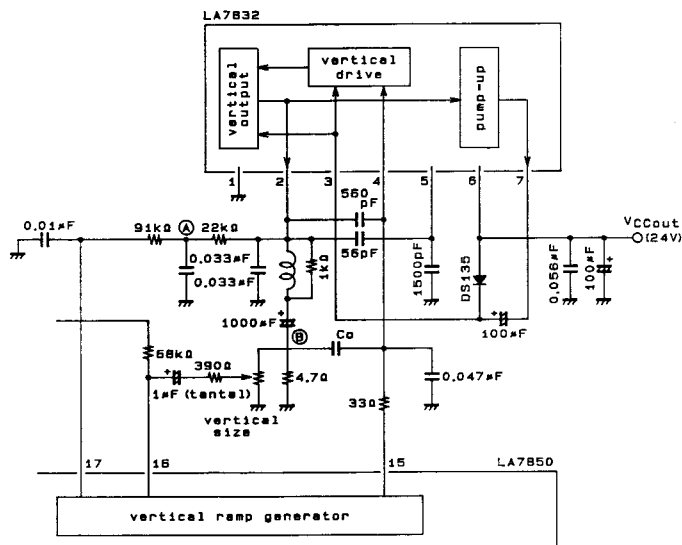 LA7832
vertical
output
vertical
drive
pump-up
1
2
3
4
5
6
7
560
pF
0.01μF
91kΩ
Ⓐ
22kΩ
56pF
VCCout
(24V)
0.033μF
0.033μF
1kΩ
1500pF
DS135
0.056μF
100μF
+
+
1000μF
Ⓑ
Co
+
100μF
68kΩ
+
390Ω
1μF (tantal)
vertical
size
4.7Ω
33Ω
0.047μF
17
16
15
LA7850
vertical ramp generator